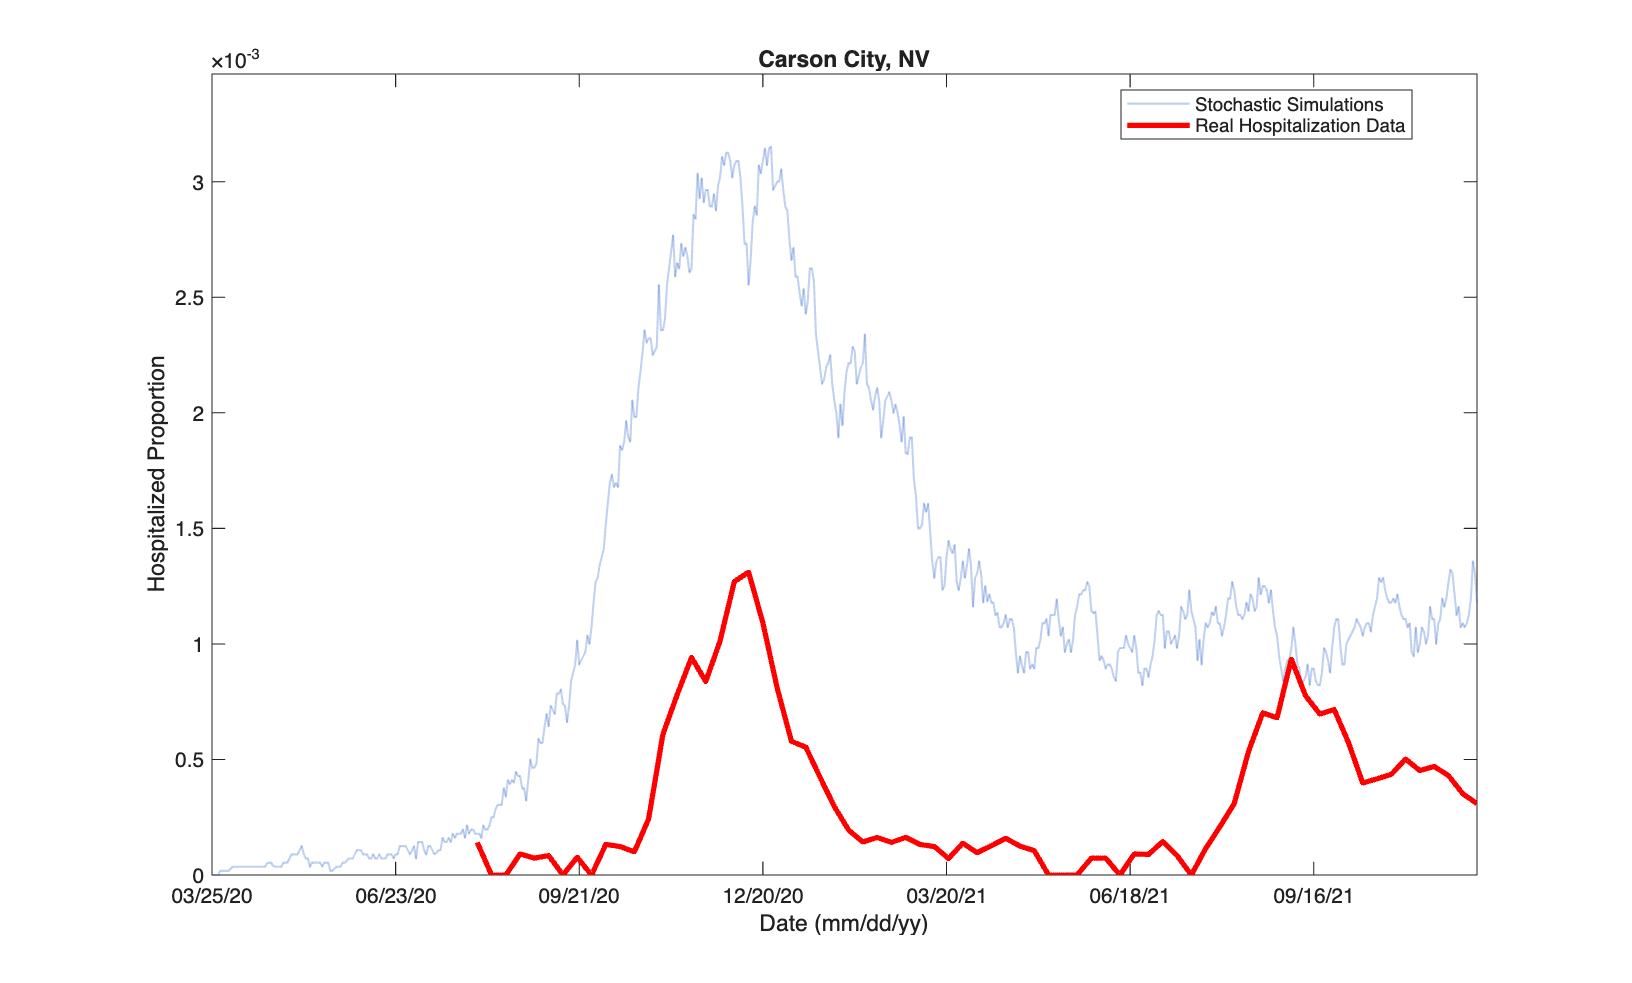 Carson City, NV
×10⁻³
Stochastic Simulations
Real Hospitalization Data
3
2.5
2
1.5
1
0.5
0
Hospitalized Proportion
03/25/20 06/23/20 09/21/20 12/20/20 03/20/21 06/18/21 09/16/21
Date (mm/dd/yy)